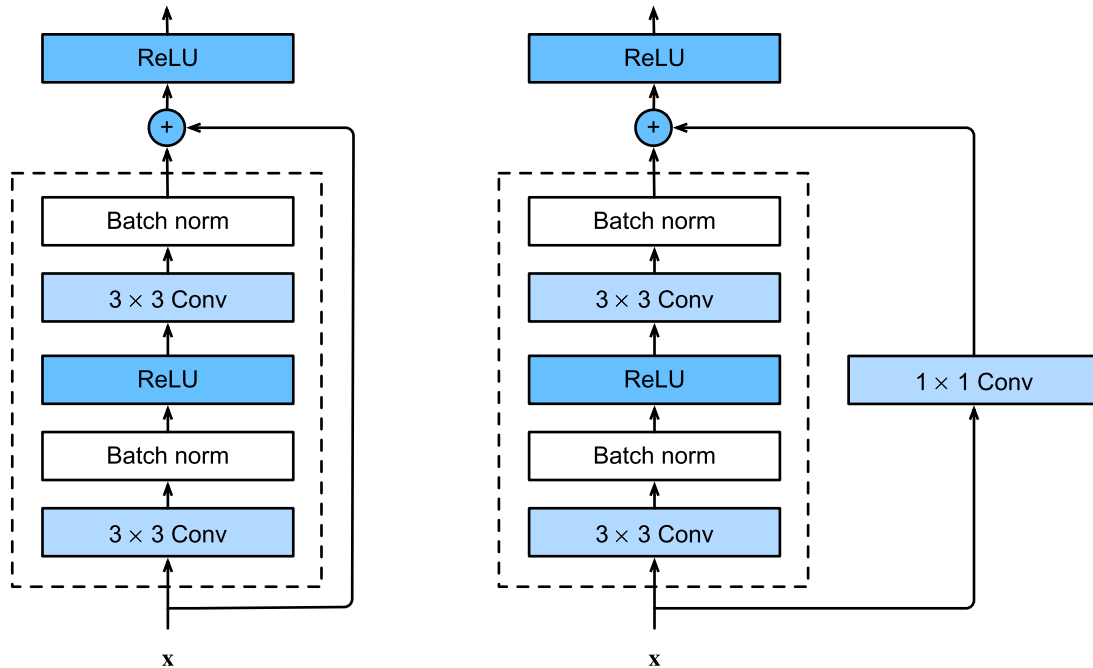 ReLU
+
Batch norm
3 × 3 Conv
ReLU
Batch norm
3 × 3 Conv
x
ReLU
+
Batch norm
3 × 3 Conv
ReLU
Batch norm
3 × 3 Conv
x
1 × 1 Conv